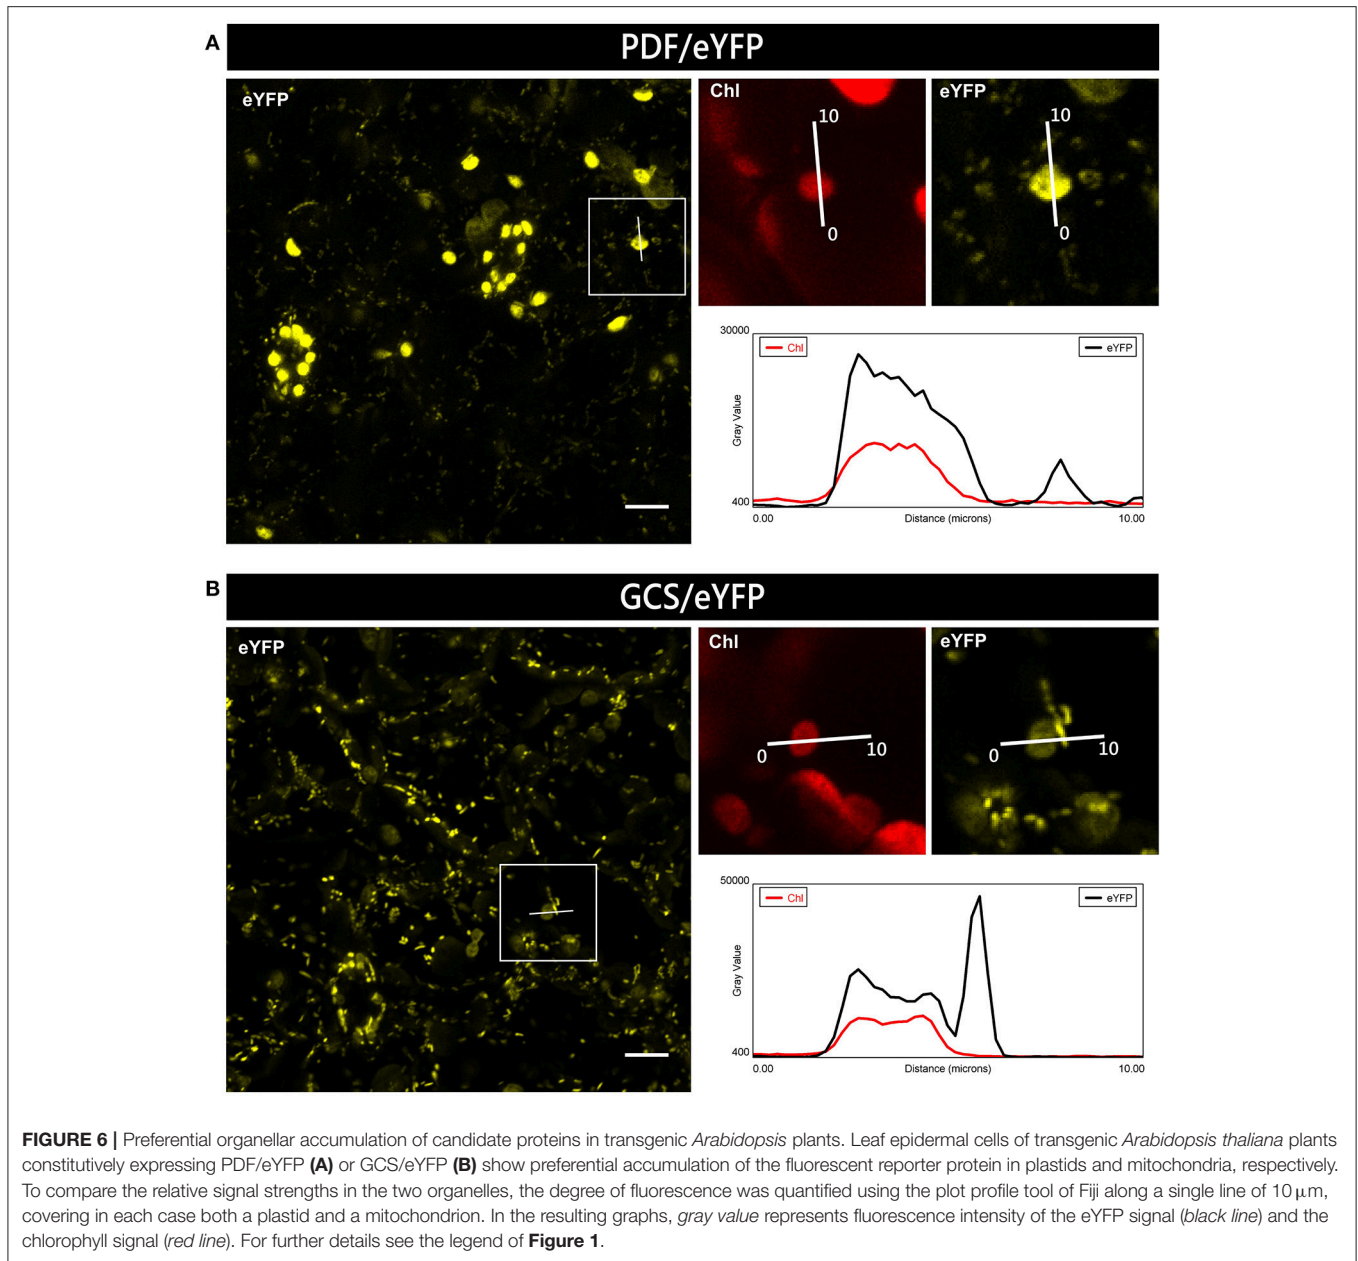 A
PDF/eYFP
eYFP
Chl
10
0
eYFP
10
0
30000
Chl
eYFP
Gray Value
400
0.00
Distance (microns)
10.00
B
GCS/eYFP
eYFP
Chl
0
10
eYFP
0
10
50000
Chl
eYFP
Gray Value
400
0.00
Distance (microns)
10.00
FIGURE 6 | Preferential organellar accumulation of candidate proteins in transgenic Arabidopsis plants. Leaf epidermal cells of transgenic Arabidopsis thaliana plants
constitutively expressing PDF/eYFP (A) or GCS/eYFP (B) show preferential accumulation of the fluorescent reporter protein in plastids and mitochondria, respectively.
To compare the relative signal strengths in the two organelles, the degree of fluorescence was quantified using the plot profile tool of Fiji along a single line of 10 μm,
covering in each case both a plastid and a mitochondrion. In the resulting graphs, gray value represents fluorescence intensity of the eYFP signal (black line) and the
chlorophyll signal (red line). For further details see the legend of Figure 1.